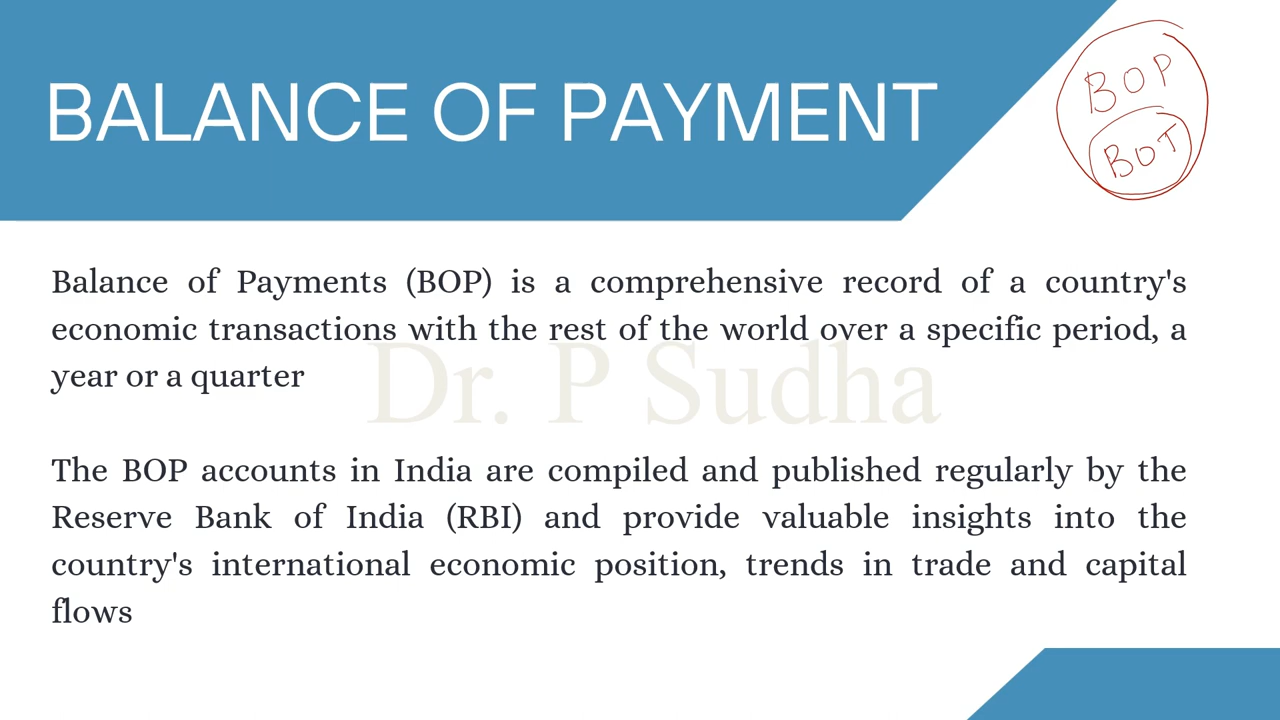 BALANCE OF PAYMENT
BOP
BOT
Balance of Payments (BOP) is a comprehensive record of a country's
economic transactions with the rest of the world over a specific period, a
year or a quarter
Dr. P Sudha
The BOP accounts in India are compiled and published regularly by the
Reserve Bank of India (RBI) and provide valuable insights into the
country's international economic position, trends in trade and capital
flows